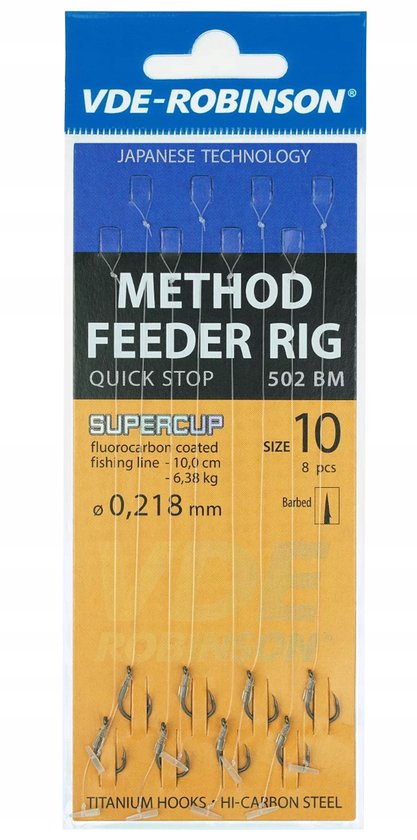 VDE-ROBINSON®
JAPANESE TECHNOLOGY
METHOD
FEEDER RIG
QUICK STOP 502 BM
SUPERCUP
fluorocarbon coated
fishing line - 10,0 cm
- 6,38 kg
ø 0,218 mm
SIZE 10
8 pcs
Barbed
VDE
ROBINSON®
TITANIUM HOOKS • HI-CARBON STEEL